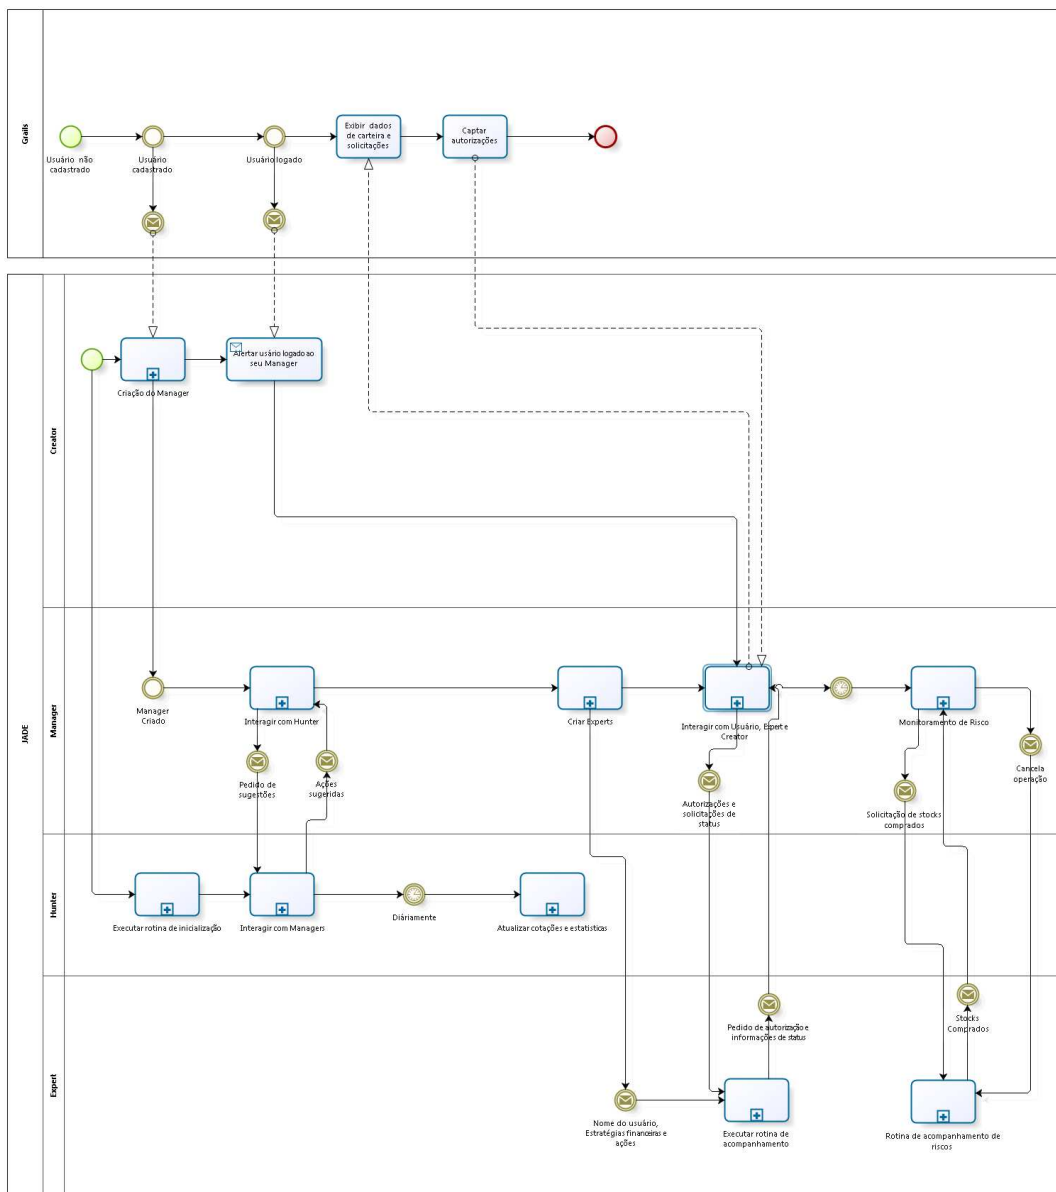 Grails
Usuário não
cadastrado
Usuário
cadastrado
Usuário logado
Exibir dados
de carteira e
solicitações
Captar
autorizações
JADE
Creator
Criação do Manager
Alertar usário logado ao
seu Manager
Manager
Manager
Criado
Interagir com Hunter
Pedido de
sugestões
Ações
sugeridas
Criar Experts
Interagir com Usuário, Expert e
Creator
Autorizações e
solicitações de
status
Monitoramento de Risco
Solicitação de stocks
comprados
Cancela
operação
Hunter
Executar rotina de inicialização
Interagir com Managers
Diáriamente
Atualizar cotações e estatísticas
Expert
Pedido de autorização e
informações de status
Stocks
Comprados
Nome do usuário,
Estratégias financeiras e
ações
Executar rotina de
acompanhamento
Rotina de acompanhamento de
riscos